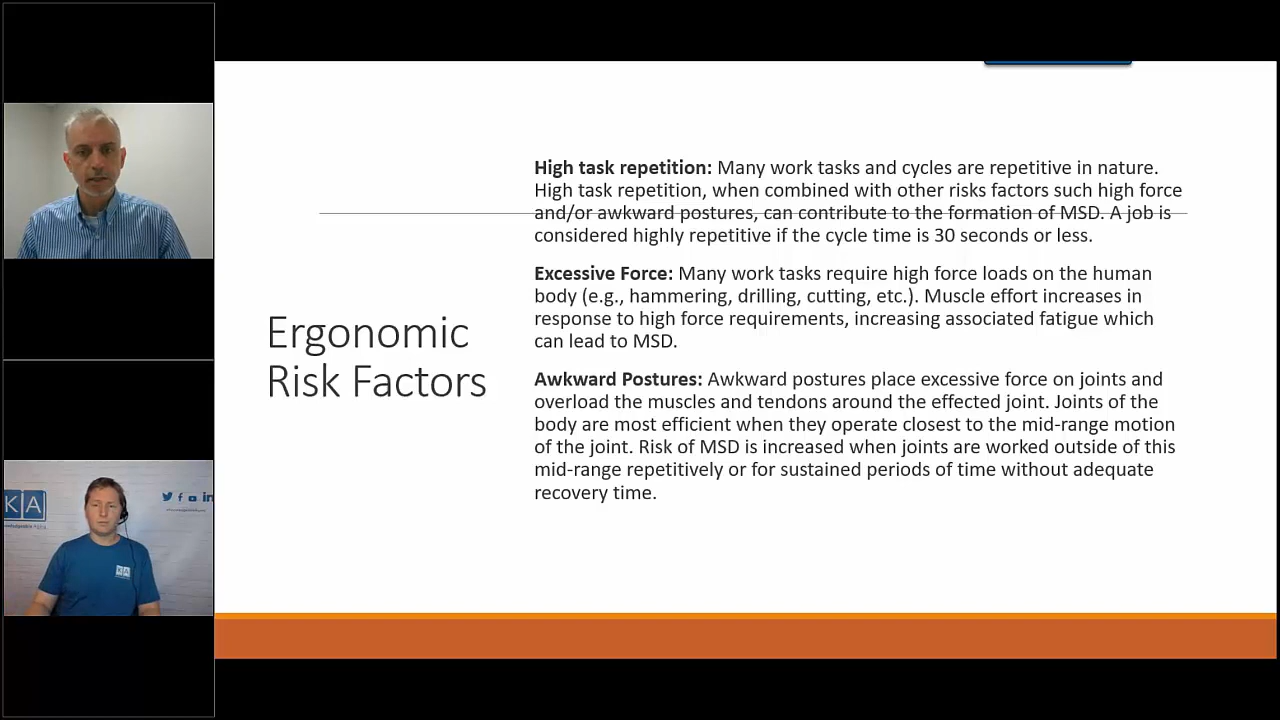 High task repetition: Many work tasks and cycles are repetitive in nature.
High task repetition, when combined with other risks factors such high force
and/or awkward postures, can contribute to the formation of MSD. A job is
considered highly repetitive if the cycle time is 30 seconds or less.
Excessive Force: Many work tasks require high force loads on the human
body (e.g., hammering, drilling, cutting, etc.). Muscle effort increases in
response to high force requirements, increasing associated fatigue which
can lead to MSD.
Awkward Postures: Awkward postures place excessive force on joints and
overload the muscles and tendons around the effected joint. Joints of the
body are most efficient when they operate closest to the mid-range motion
of the joint. Risk of MSD is increased when joints are worked outside of this
mid-range repetitively or for sustained periods of time without adequate
recovery time.
Ergonomic
Risk Factors
KA
KA